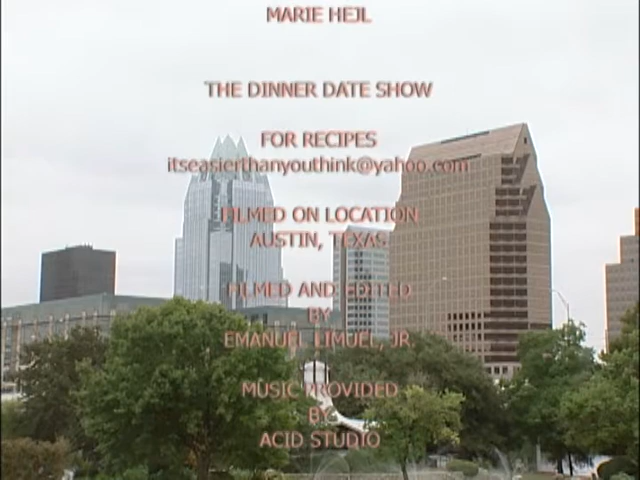 MARIE HEJL
THE DINNER DATE SHOW
FOR RECIPES
itseasierthanyouthink@yahoo.com
FILMED ON LOCATION
AUSTIN, TEXAS
FILMED AND EDITED
BY
EMANUEL LIMUEL, JR.
MUSIC PROVIDED
BY
ACID STUDIO